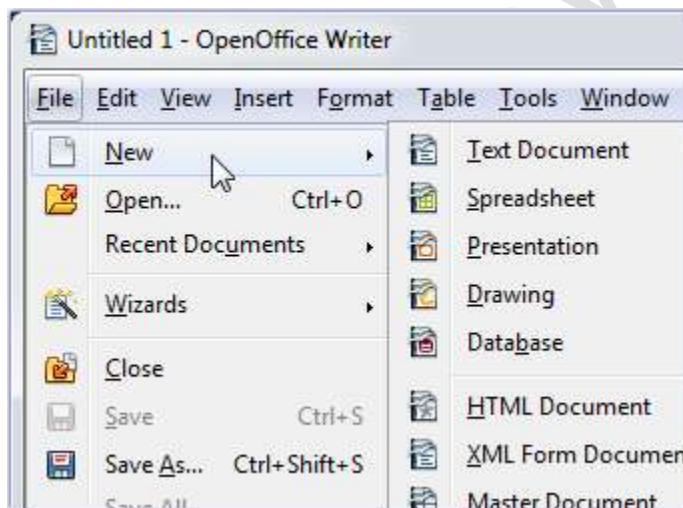 Untitled 1 - OpenOffice Writer
File Edit View Insert Format Table Tools Window
New
Open... Ctrl+O
Recent Documents
Wizards
Close
Save Ctrl+S
Save As... Ctrl+Shift+S
Save All
Text Document
Spreadsheet
Presentation
Drawing
Database
HTML Document
XML Form Documen
Master Document